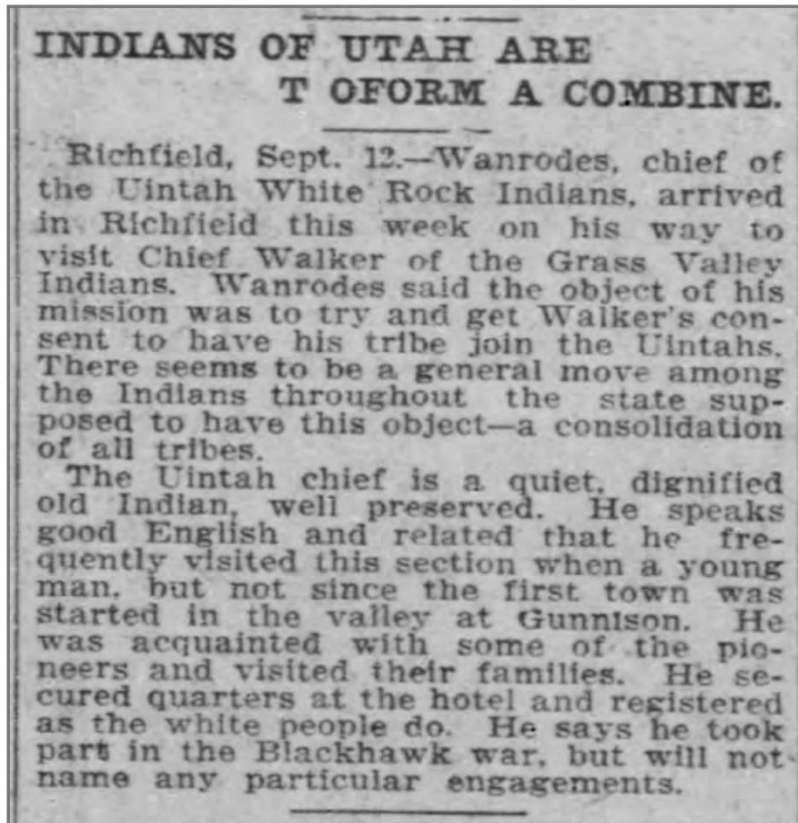 INDIANS OF UTAH ARE
T OFORM A COMBINE.
Richfield, Sept. 12.—Wanrodes, chief of
the Uintah White Rock Indians, arrived
in Richfield this week on his way to
visit Chief Walker of the Grass Valley
Indians. Wanrodes said the object of his
mission was to try and get Walker's con-
sent to have his tribe join the Uintahs.
There seems to be a general move among
the Indians throughout the state sup-
posed to have this object—a consolidation
of all tribes.
The Uintah chief is a quiet, dignified
old Indian, well preserved. He speaks
good English and related that he fre-
quently visited this section when a young
man, but not since the first town was
started in the valley at Gunnison. He
was acquainted with some of the pio-
neers and visited their families. He se-
cured quarters at the hotel and registered
as the white people do. He says he took
part in the Blackhawk war, but will not
name any particular engagements.